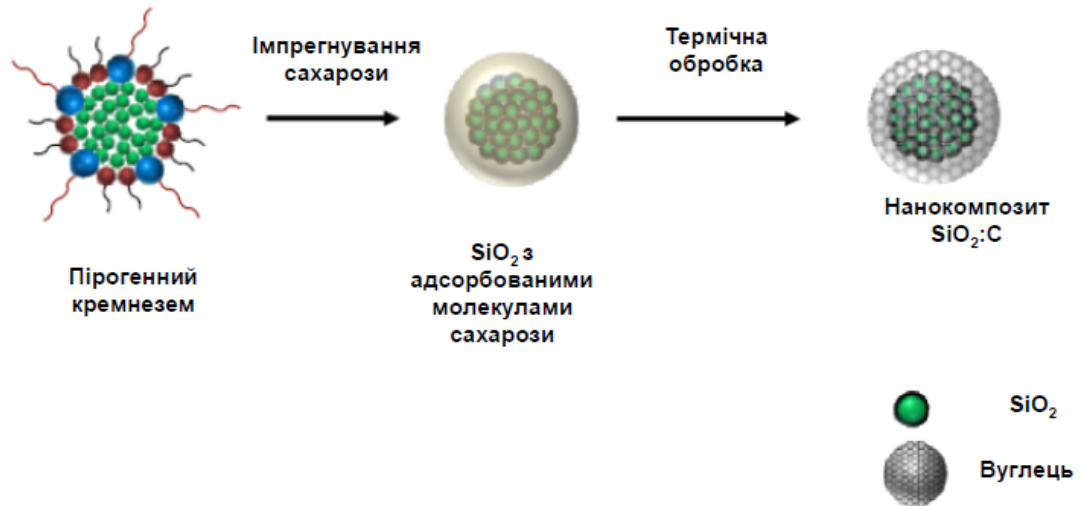 Імпрегнування
сахарози
Термічна
обробка
Пірогенний
кремнезем
SiO₂ з
адсорбованими
молекулами
сахарози
Нанокомпозит
SiO₂:C
SiO₂
Вуглець